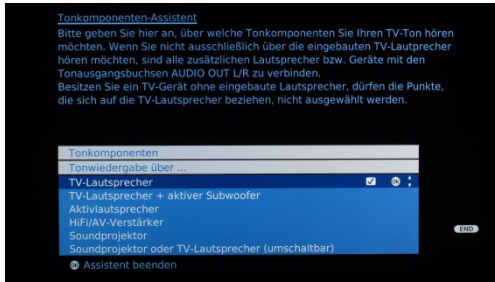 Tonkomponenten-Assistent
Bitte geben Sie hier an, über welche Tonkomponenten Sie Ihren TV-Ton hören
möchten. Wenn Sie nicht ausschließlich über die eingebauten TV-Lautprecher
hören möchten, sind alle zusätzlichen Lautsprecher bzw. Geräte mit den
Tonausgangbuchsen AUDIO OUT L/R zu verbinden.
Besitzen Sie ein TV-Gerät ohne eingebaute Lautsprecher, dürfen die Punkte,
die sich auf die TV-Lautsprecher beziehen, nicht ausgewählt werden.
Tonkomponenten
Tonwiedergabe über ...
TV-Lautsprecher OK
TV-Lautsprecher + aktiver Subwoofer
Aktivlautsprecher
HiFi/AV-Verstärker
END
Soundprojektor
Soundprojektor oder TV-Lautsprecher (umschaltbar)
OK Assistent beenden